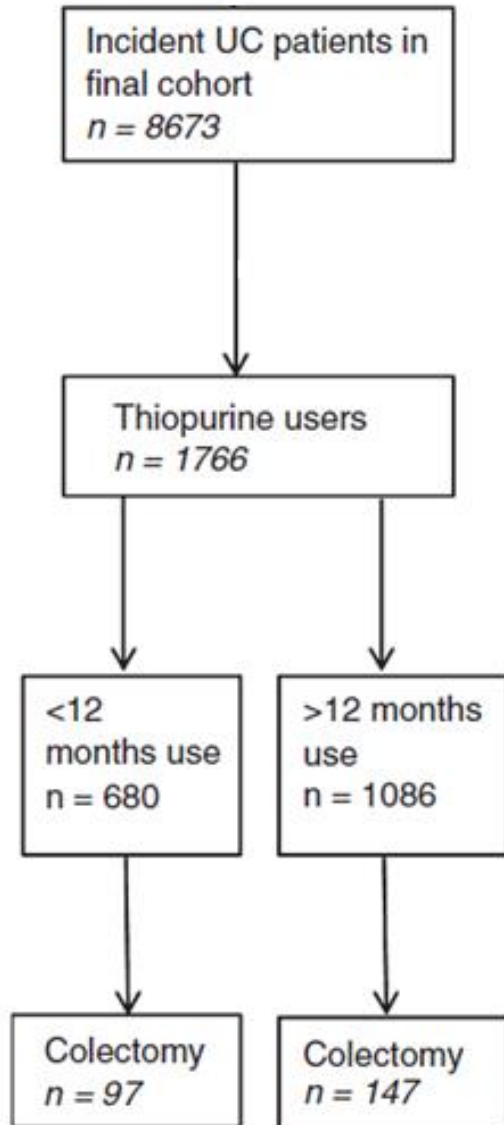 Incident UC patients in
final cohort
n = 8673
Thiopurine users
n = 1766
<12
months use
n = 680
>12 months
use
n = 1086
Colectomy
n = 97
Colectomy
n = 147